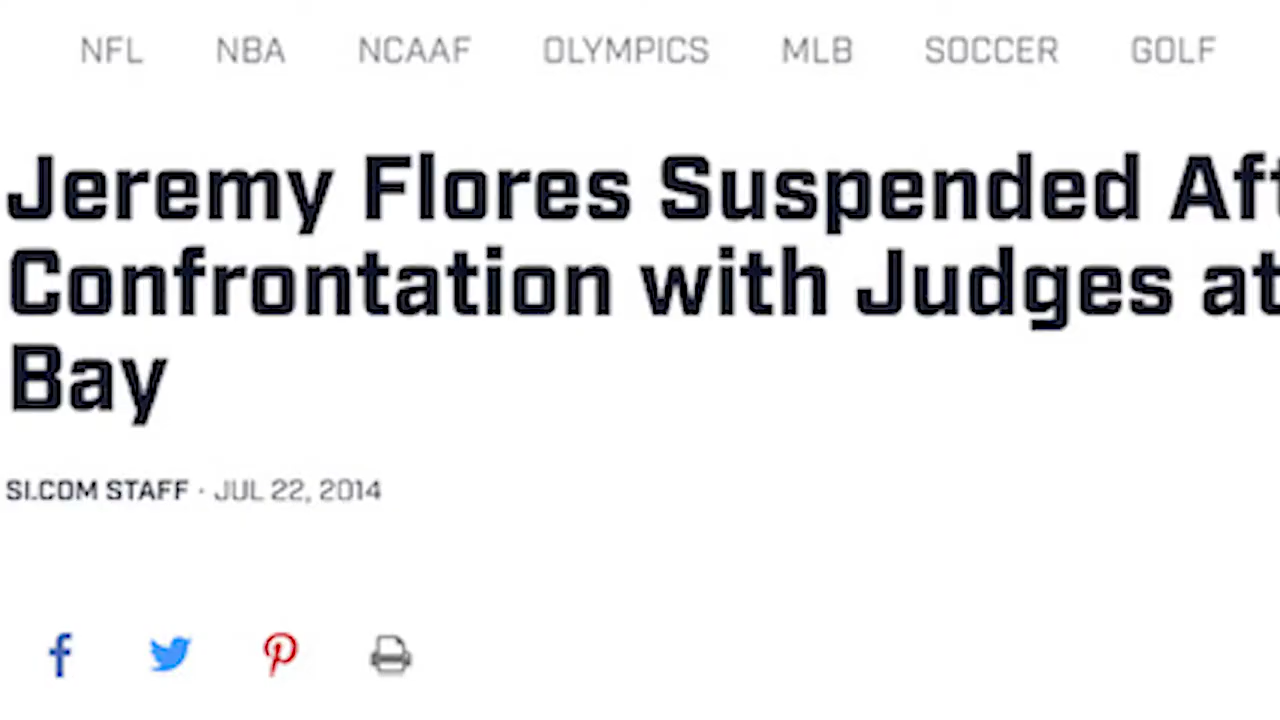 NFL NBA NCAAF OLYMPICS MLB SOCCER GOLF
Jeremy Flores Suspended Aft
Confrontation with Judges at
Bay
SI.COM STAFF · JUL 22, 2014